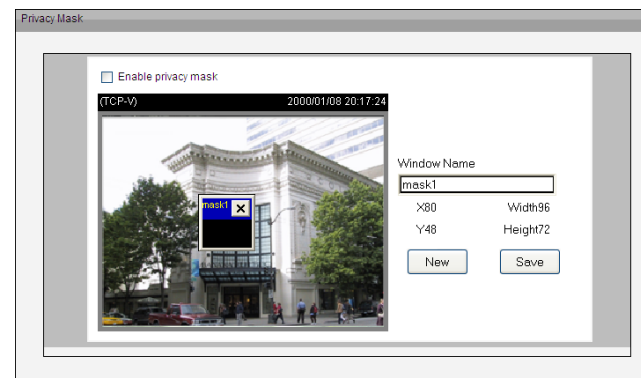 Privacy Mask
Enable privacy mask
(TCP-V) 2000/01/08 20:17:24
mask1
Window Name
mask1
X80 Width96
Y48 Height72
New Save